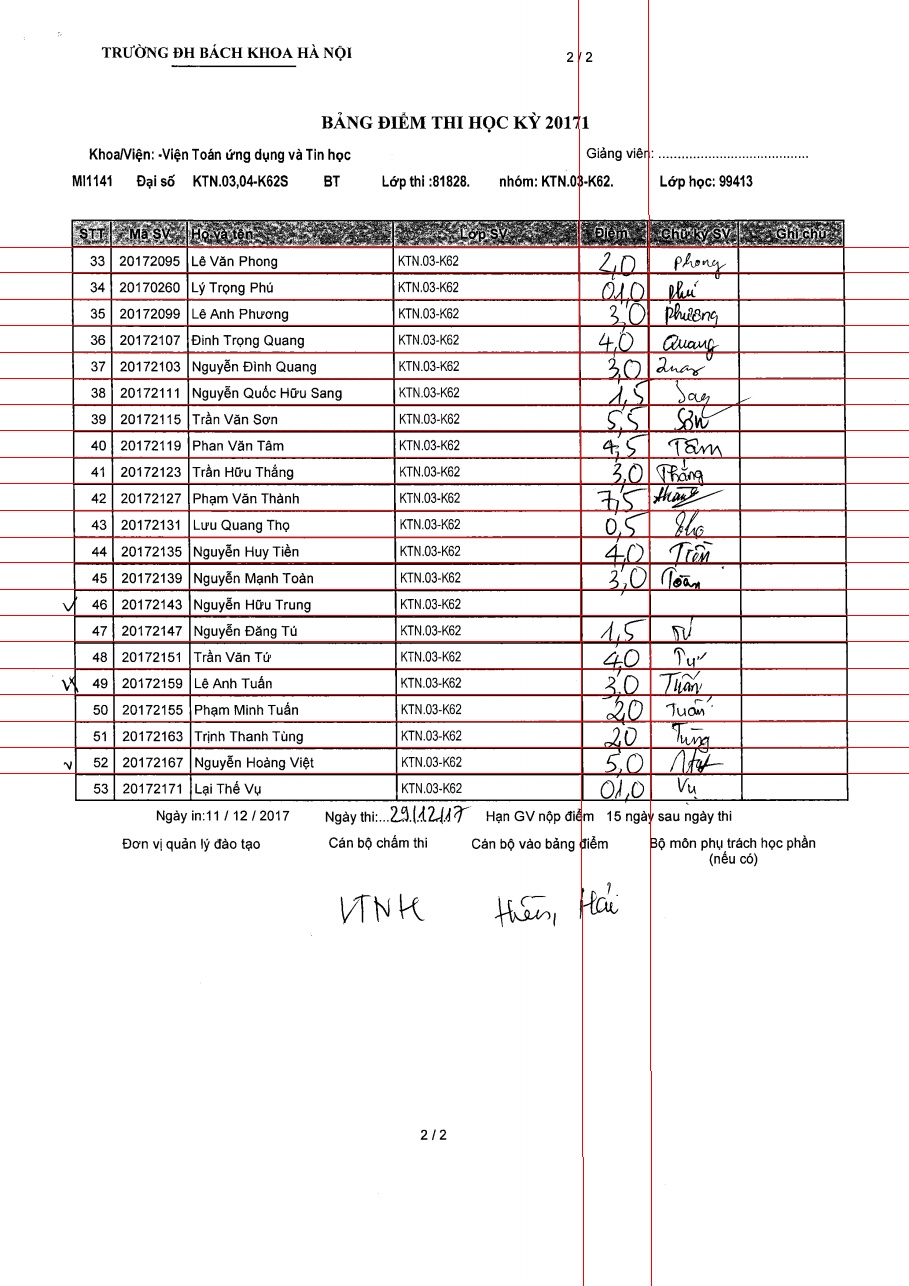 TRƯỜNG ĐH BÁCH KHOA HÀ NỘI 2 / 2
BẢNG ĐIỂM THI HỌC KỲ 20171
Khoa/Viện: -Viện Toán ứng dụng và Tin học Giảng viên: ........................................
MI1141 Đại số KTN.03,04-K62S BT Lớp thi :81828. nhóm: KTN.03-K62. Lớp học: 99413
STT Mã SV Họ và tên Lớp SV Điểm Chữ ký SV Ghi chú
33 20172095 Lê Văn Phong KTN.03-K62 2,0 Phong
34 20170260 Lý Trọng Phú KTN.03-K62 01,0 Phú
35 20172099 Lê Anh Phương KTN.03-K62 3,0 Phương
36 20172107 Đinh Trọng Quang KTN.03-K62 4,0 Quang
37 20172103 Nguyễn Đình Quang KTN.03-K62 3,0 Quang
38 20172111 Nguyễn Quốc Hữu Sang KTN.03-K62 1,5 Sang
39 20172115 Trần Văn Sơn KTN.03-K62 5,5 Sơn
40 20172119 Phan Văn Tâm KTN.03-K62 4,5 Tâm
41 20172123 Trần Hữu Thắng KTN.03-K62 3,0 Thắng
42 20172127 Phạm Văn Thành KTN.03-K62 7,5 Thành
43 20172131 Lưu Quang Thọ KTN.03-K62 0,5 Thọ
44 20172135 Nguyễn Huy Tiền KTN.03-K62 4,0 Tiền
45 20172139 Nguyễn Mạnh Toàn KTN.03-K62 3,0 Toàn
46 20172143 Nguyễn Hữu Trung KTN.03-K62
47 20172147 Nguyễn Đăng Tú KTN.03-K62 1,5 Tú
48 20172151 Trần Văn Tứ KTN.03-K62 4,0 Tứ
49 20172159 Lê Anh Tuấn KTN.03-K62 3,0 Tuấn
50 20172155 Phạm Minh Tuấn KTN.03-K62 2,0 Tuấn
51 20172163 Trịnh Thanh Tùng KTN.03-K62 2,0 Tùng
52 20172167 Nguyễn Hoàng Việt KTN.03-K62 5,0
53 20172171 Lại Thế Vụ KTN.03-K62 01,0 Vụ
Ngày in:11 / 12 / 2017 Ngày thi:...29/12/17 Hạn GV nộp điểm 15 ngày sau ngày thi
Đơn vị quản lý đào tạo Cán bộ chấm thi Cán bộ vào bảng điểm Bộ môn phụ trách học phần
(nếu có)
VTNH Hiền, Hải
2 / 2